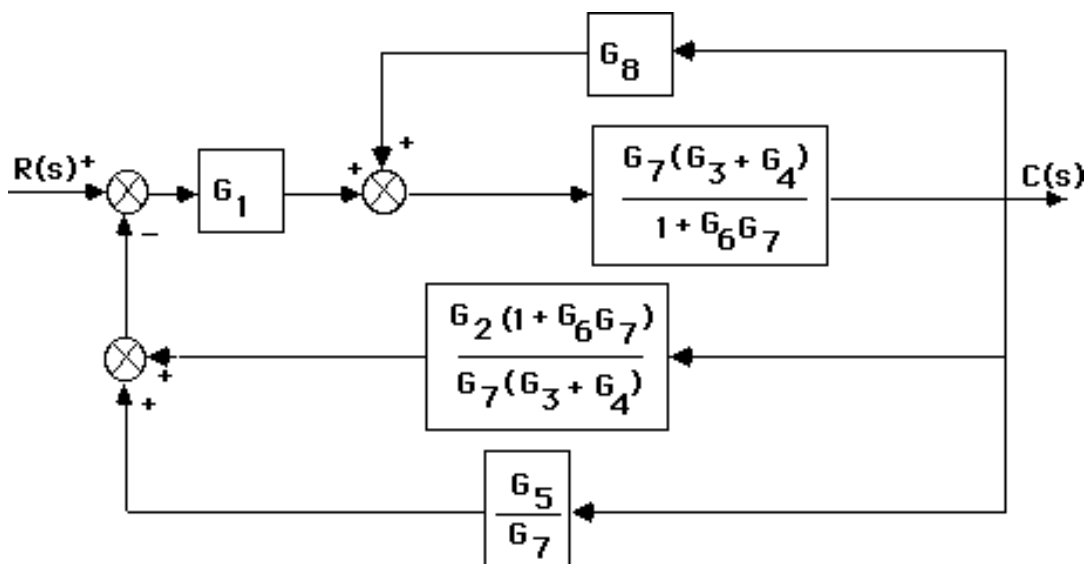 G8
+
R(s) +
G1
+
G7(G3 + G4)
1 + G6G7
C(s)
−
G2(1 + G6G7)
G7(G3 + G4)
+
+
G5
G7